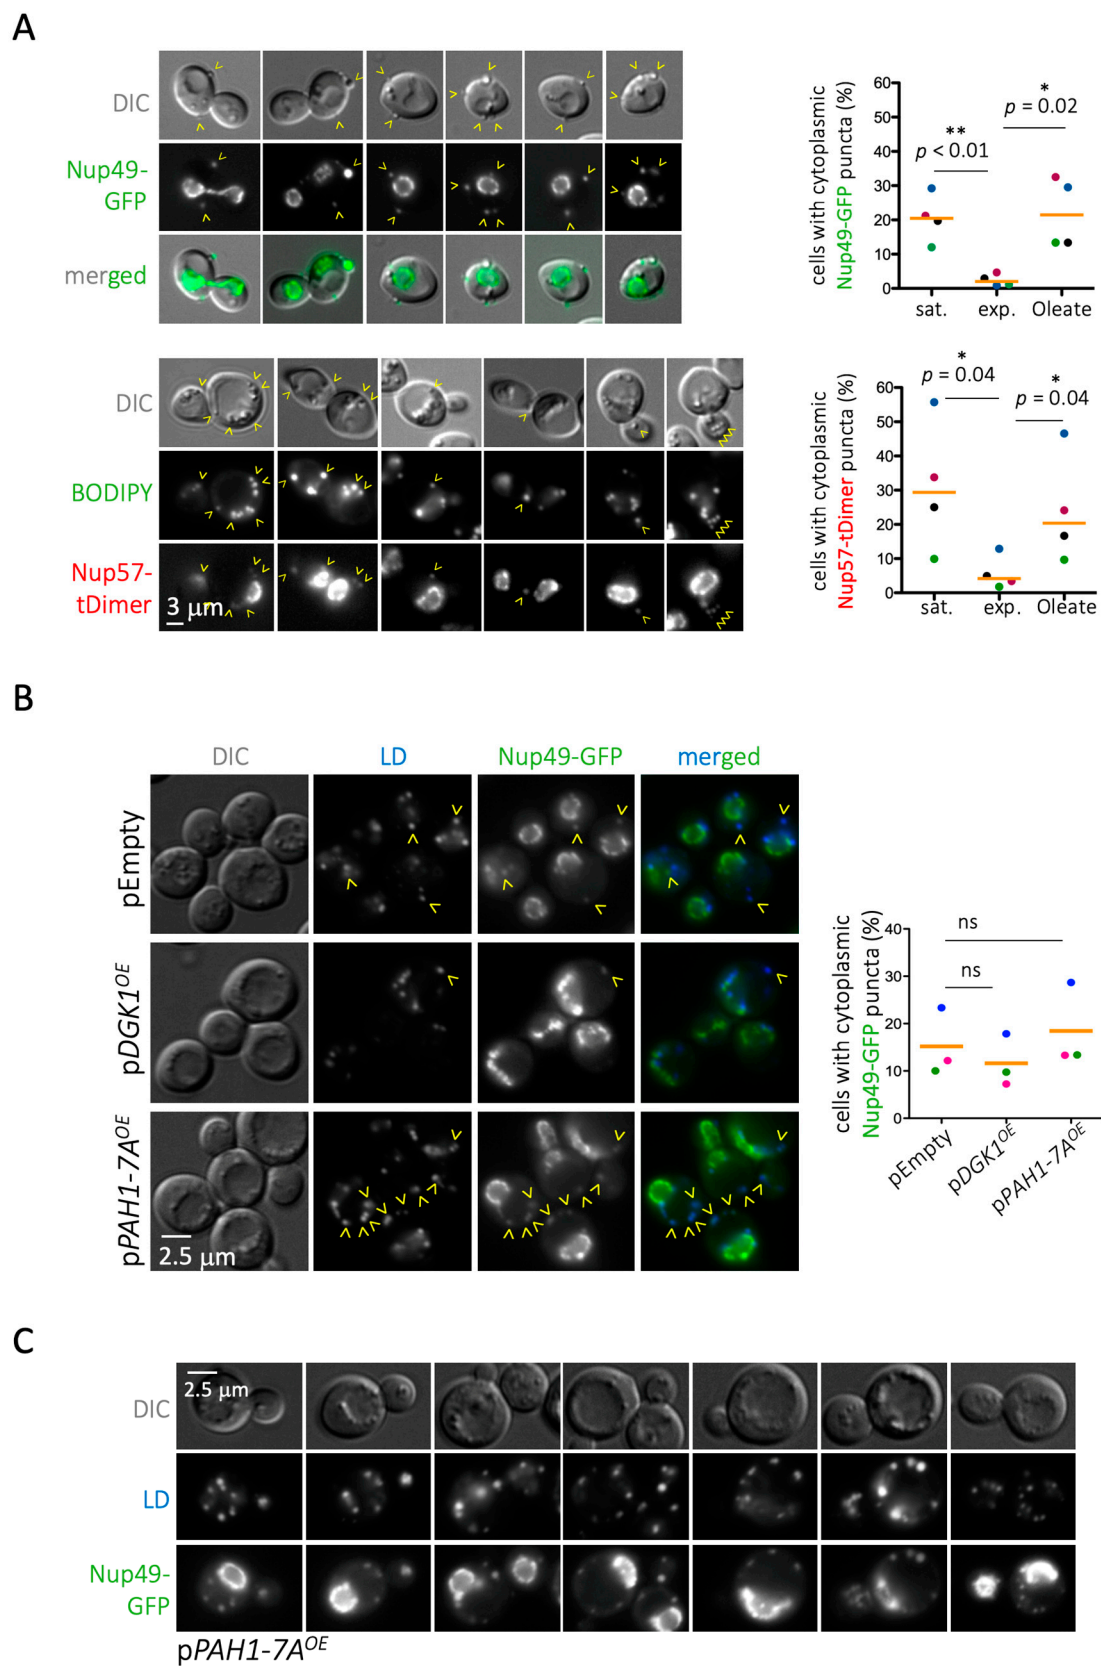 A
DIC
Nup49-
GFP
merged
cells with cytoplasmic
Nup49-GFP puncta (%)
60
50
40
30
20
10
0
**
p < 0.01
*
p = 0.02
sat.
exp.
Oleate
DIC
BODIPY
Nup57-
tDimer
3 μm
cells with cytoplasmic
Nup57-tDimer puncta (%)
60
50
40
30
20
10
0
*
p = 0.04
*
p = 0.04
sat.
exp.
Oleate
B
DIC
LD
Nup49-GFP
merged
pEmpty
pDGK1OE
pPAH1-7AOE
2.5 μm
cells with cytoplasmic
Nup49-GFP puncta (%)
40
30
20
10
0
ns
ns
pEmpty
pDGK1OE
pPAH1-7AOE
C
2.5 μm
DIC
LD
Nup49-
GFP
pPAH1-7AOE